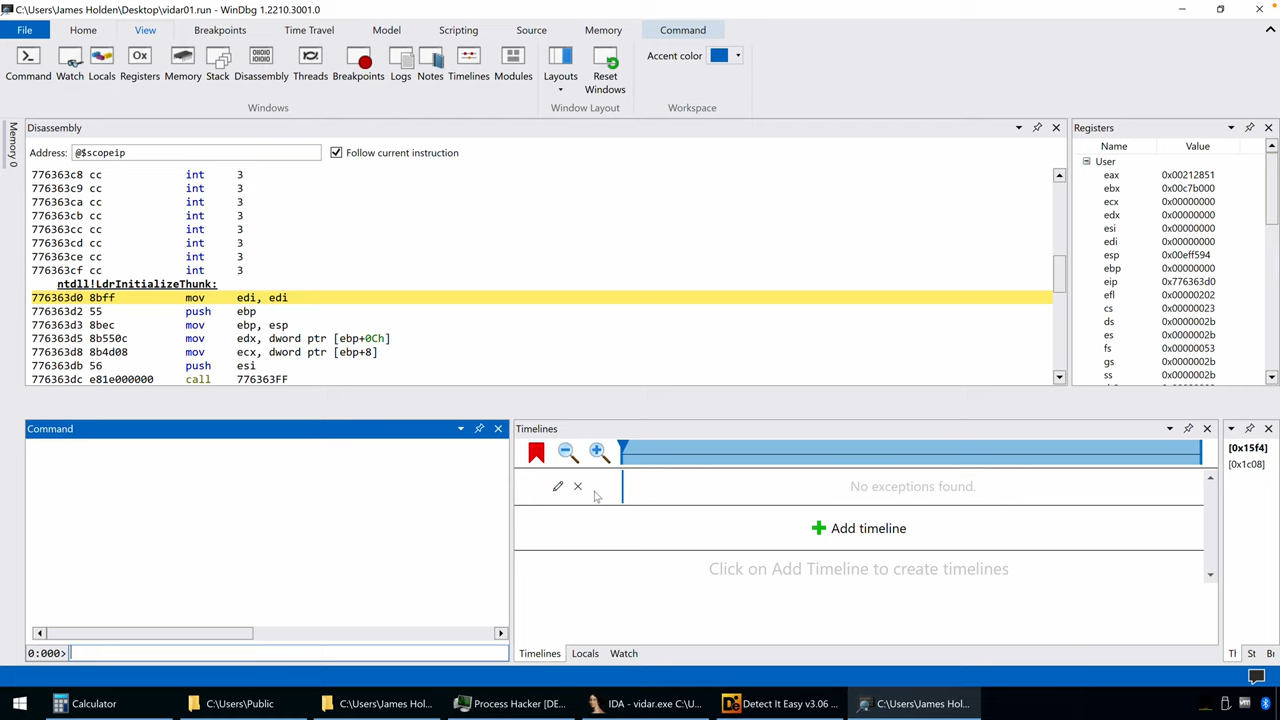 C:\Users\James Holden\Desktop\vidar01.run - WinDbg 1.2210.3001.0
File Home View Breakpoints Time Travel Model Scripting Source Memory Command
Command Watch Locals Registers Memory Stack Disassembly Threads Breakpoints Logs Notes Timelines Modules Layouts Reset Windows Accent color
Windows Window Layout Workspace
Memory 0
Disassembly
Address: @$scopeip Follow current instruction
776363c8 cc int 3
776363c9 cc int 3
776363ca cc int 3
776363cb cc int 3
776363cc cc int 3
776363cd cc int 3
776363ce cc int 3
776363cf cc int 3
ntdll!LdrInitializeThunk:
776363d0 8bff mov edi, edi
776363d2 55 push ebp
776363d3 8bec mov ebp, esp
776363d5 8b550c mov edx, dword ptr [ebp+0Ch]
776363d8 8b4d08 mov ecx, dword ptr [ebp+8]
776363db 56 push esi
776363dc e81e000000 call 776363FF
Registers
Name Value
User
eax 0x00212851
ebx 0x00c7b000
ecx 0x00000000
edx 0x00000000
esi 0x00000000
edi 0x00000000
esp 0x00eff594
ebp 0x00000000
eip 0x776363d0
efl 0x00000202
cs 0x00000023
ds 0x0000002b
es 0x0000002b
fs 0x00000053
gs 0x0000002b
ss 0x0000002b
Command
0:000>
Timelines
No exceptions found.
Add timeline
Click on Add Timeline to create timelines
Timelines Locals Watch
[0x15f4]
[0x1c08]
Tl St Br
Calculator C:\Users\Public C:\Users\James Hol... Process Hacker [DE... IDA - vidar.exe C:\U... Detect It Easy v3.06 ... C:\Users\James Hol...